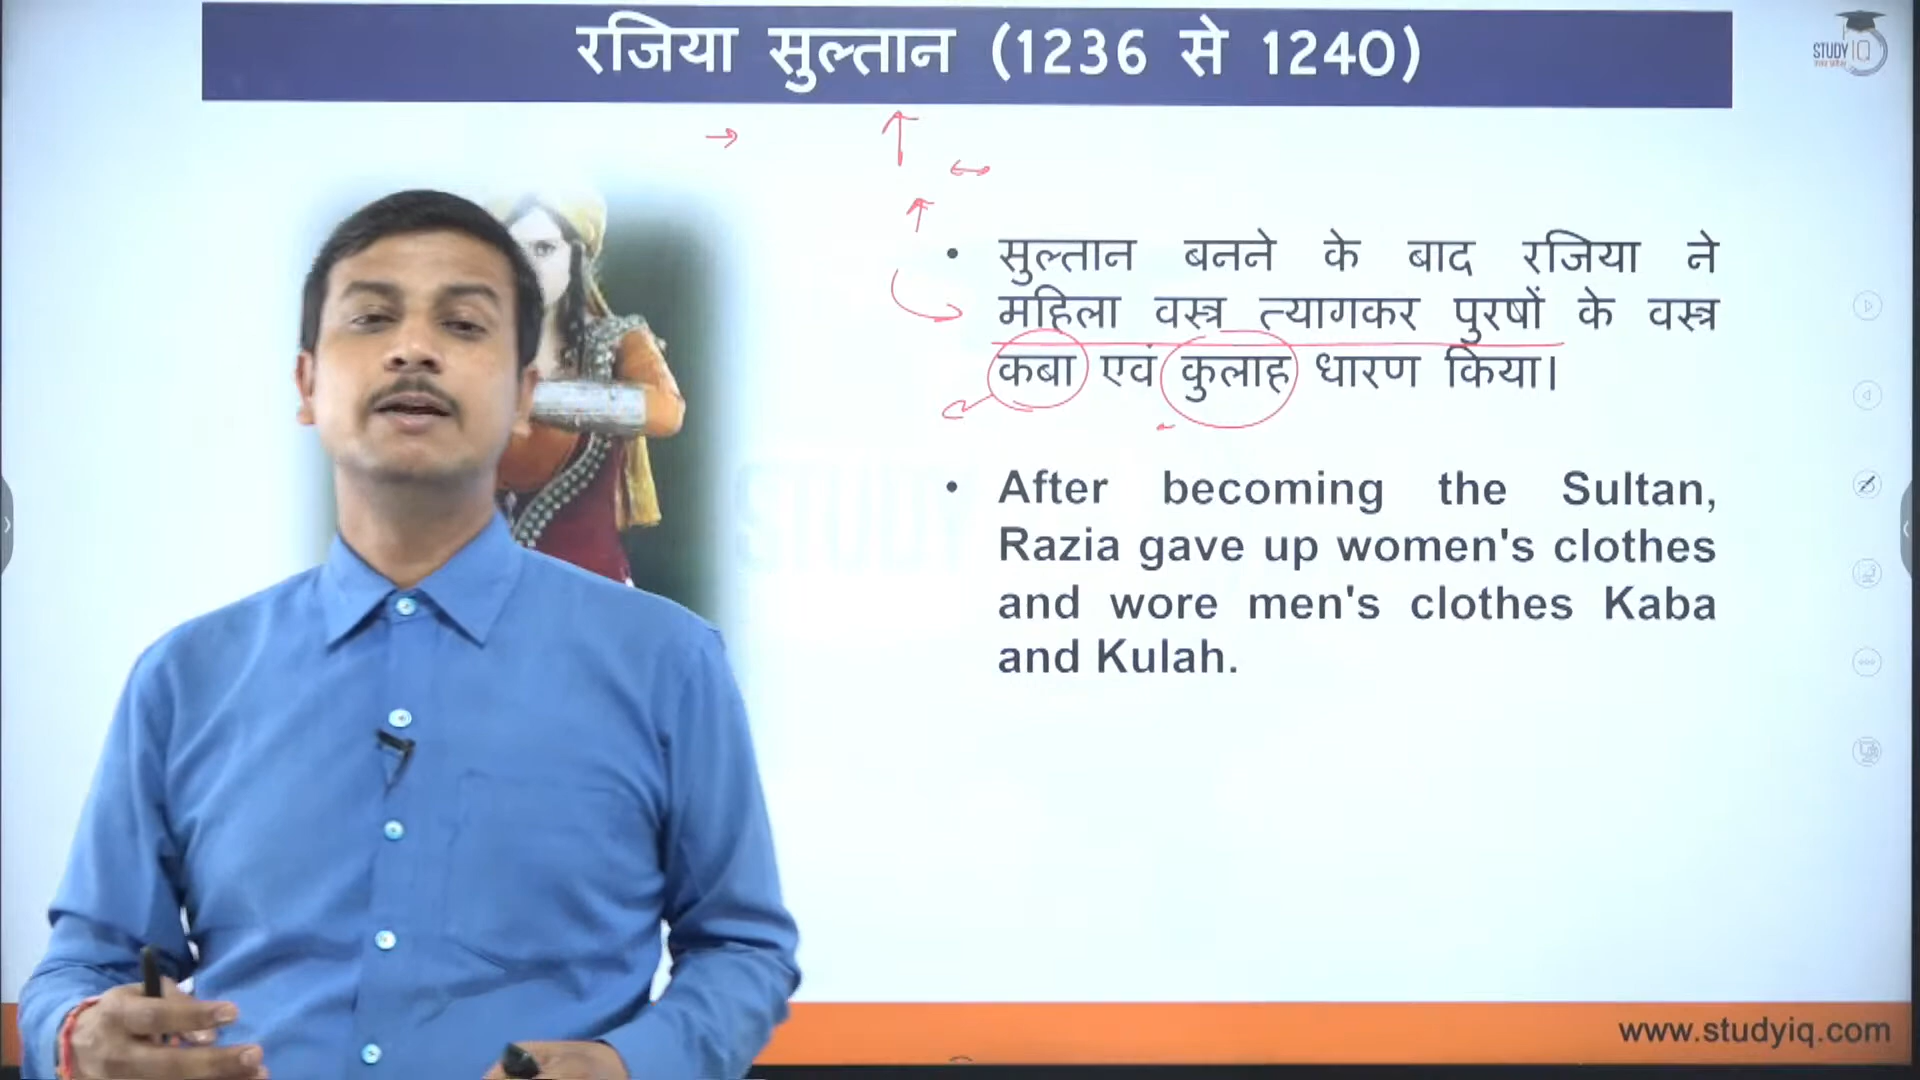 रजिया सुल्तान (1236 से 1240)
STUDY IQ
• सुल्तान बनने के बाद रजिया ने
महिला वस्त्र त्यागकर पुरषों के वस्त्र
कबा एवं कुलाह धारण किया।
STUDY
• After becoming the Sultan,
Razia gave up women's clothes
and wore men's clothes Kaba
and Kulah.
www.studyiq.com